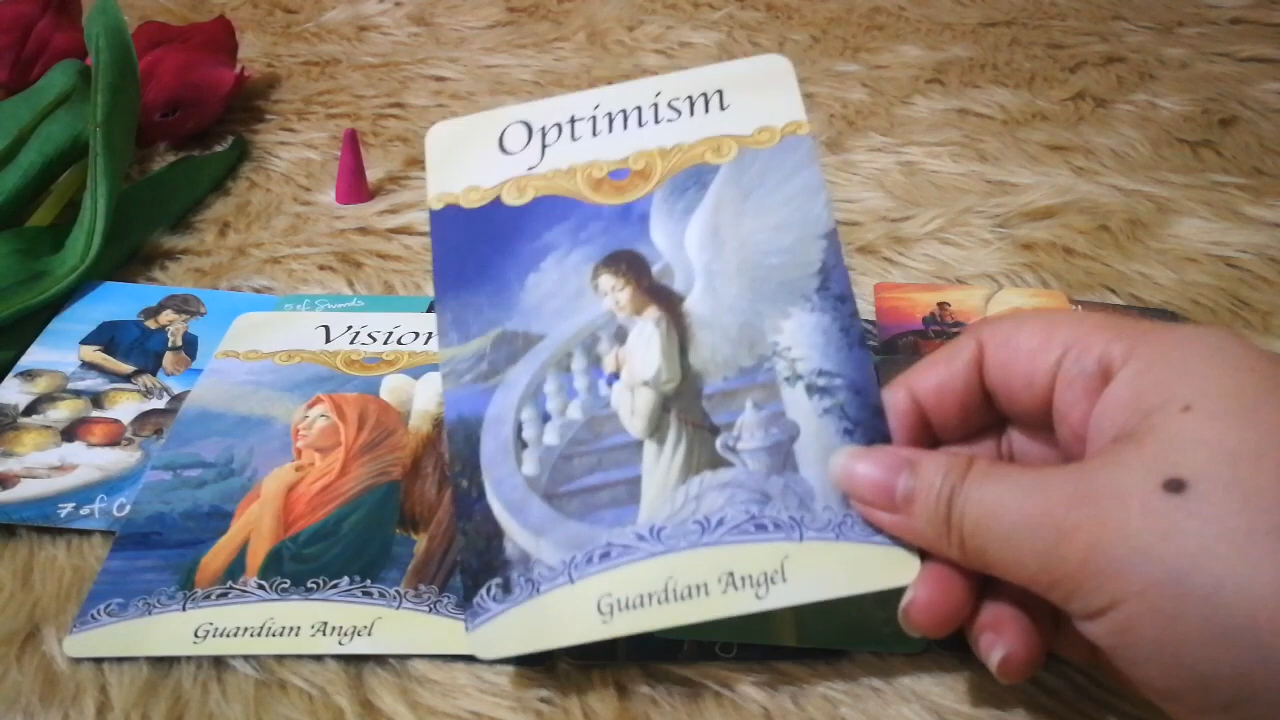 Optimism
Guardian Angel
5 of Swords
Vision
Guardian Angel
7 of C